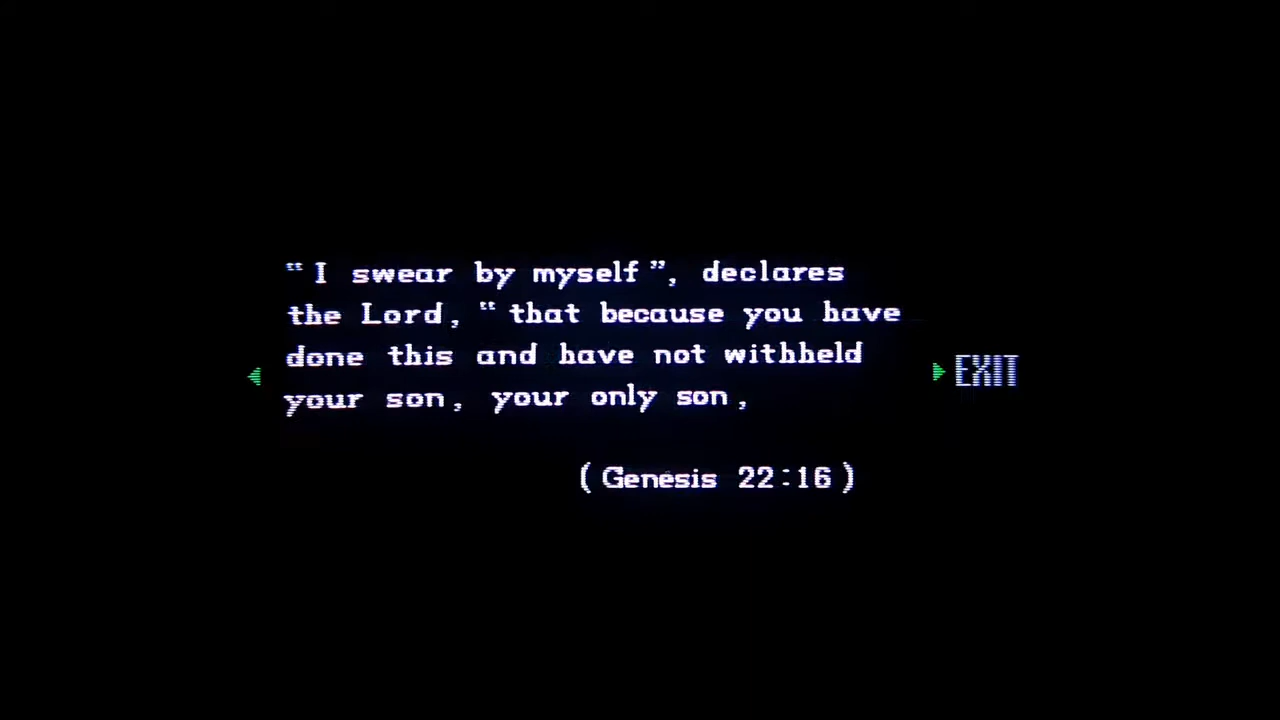 “I swear by myself”, declares
the Lord, “that because you have
done this and have not withheld
your son, your only son,
EXIT
(Genesis 22:16)